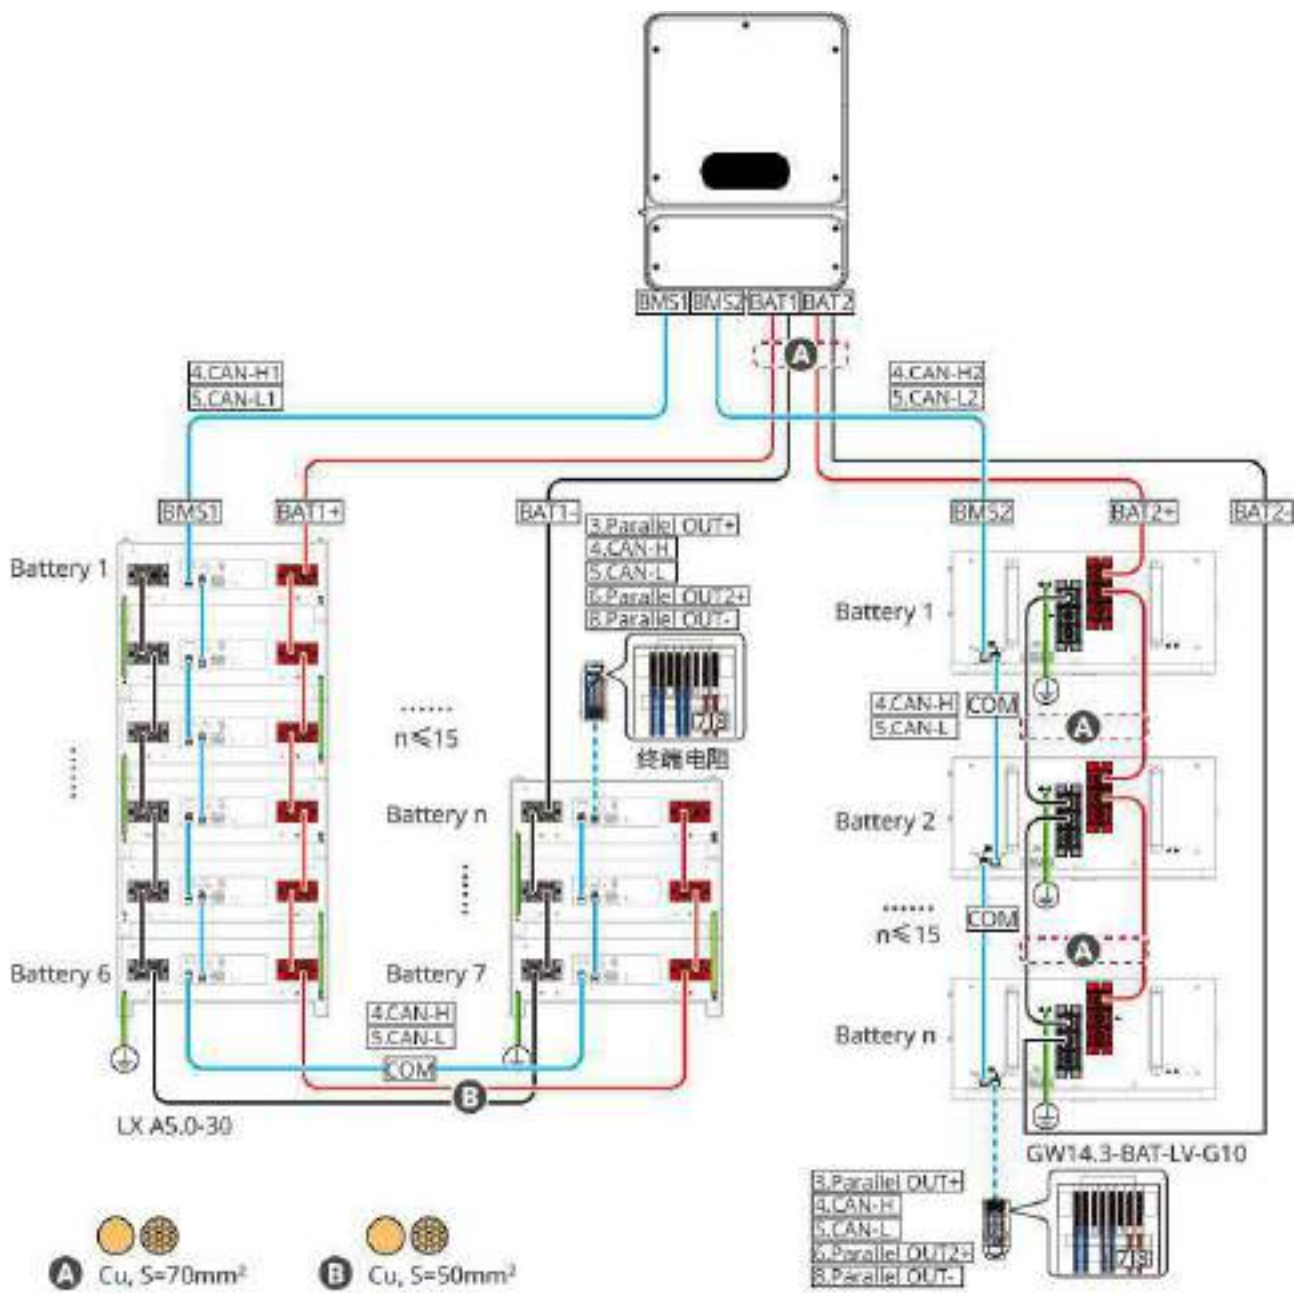 BMS1 BMS2 BAT1 BAT2
A
4.CAN-H1
5.CAN-L1
4.CAN-H2
5.CAN-L2
BMS1 BAT1+ BAT1- BMS2 BAT2+ BAT2-
3.Parallel OUT+
4.CAN-H
5.CAN-L
6.Parallel OUT2+
8.Parallel OUT-
7 8
终端电阻
Battery 1
......
n≤15
......
Battery 6
Battery n
......
Battery 7
4.CAN-H
5.CAN-L
COM
B
LX A5.0-30
Battery 1
4.CAN-H
5.CAN-L
COM
A
Battery 2
......
n≤15
COM
A
Battery n
GW14.3-BAT-LV-G10
3.Parallel OUT+
4.CAN-H
5.CAN-L
6.Parallel OUT2+
8.Parallel OUT-
7 8
A Cu, S=70mm²
B Cu, S=50mm²